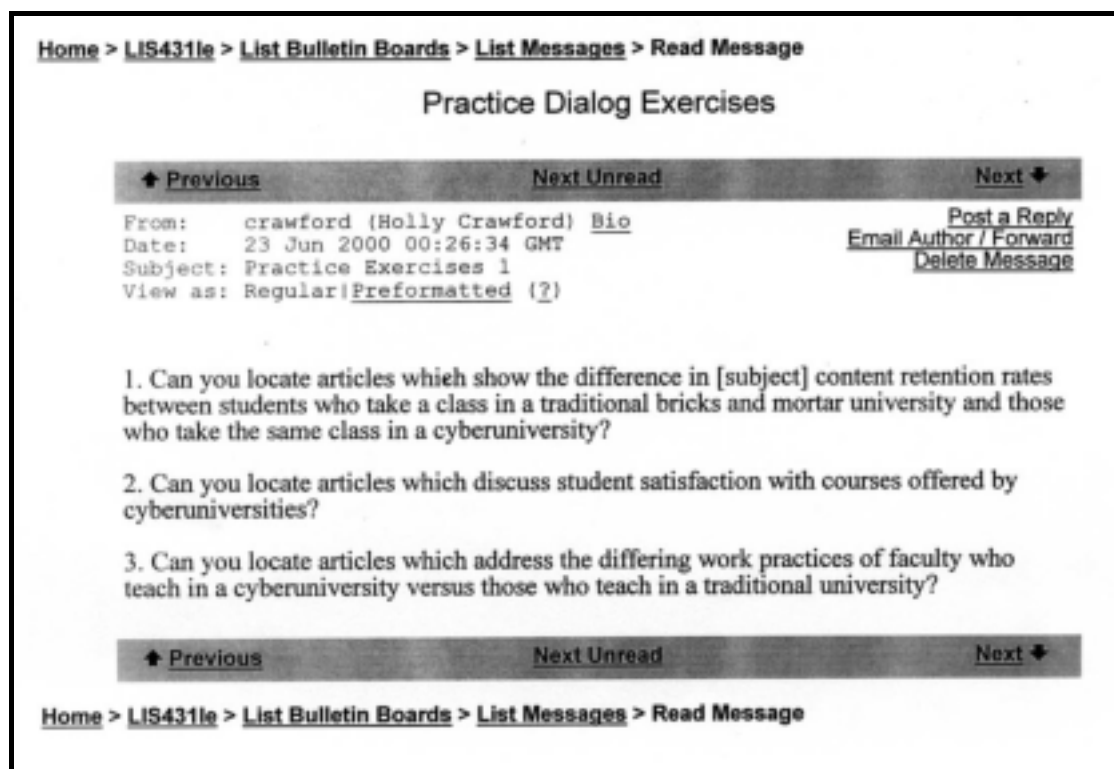 Home > LIS431le > List Bulletin Boards > List Messages > Read Message
Practice Dialog Exercises
Previous Next Unread Next
From: crawford (Holly Crawford) Bio
Post a Reply
Date: 23 Jun 2000 00:26:34 GMT
Email Author / Forward
Subject: Practice Exercises 1
Delete Message
View as: Regular|Preformatted (?)
1. Can you locate articles which show the difference in [subject] content retention rates
between students who take a class in a traditional bricks and mortar university and those
who take the same class in a cyberuniversity?
2. Can you locate articles which discuss student satisfaction with courses offered by
cyberuniversities?
3. Can you locate articles which address the differing work practices of faculty who
teach in a cyberuniversity versus those who teach in a traditional university?
Previous Next Unread Next
Home > LIS431le > List Bulletin Boards > List Messages > Read Message